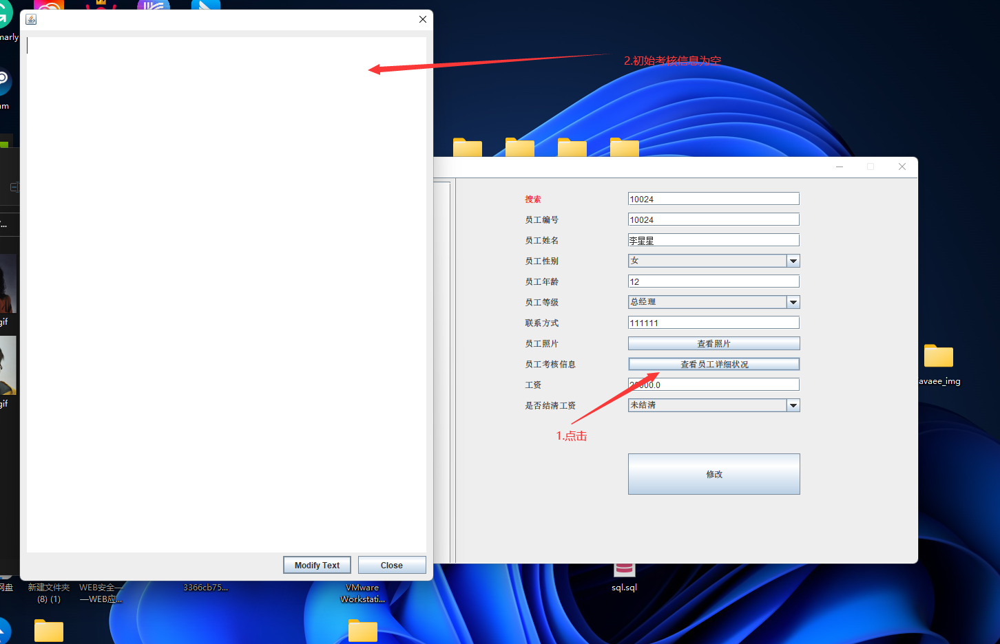 marly
am
...
gif
gif
2.初始考核信息为空
搜索 10024
员工编号 10024
员工姓名 李星星
员工性别 女
员工年龄 12
员工等级 总经理
联系方式 111111
员工照片 查看照片
员工考核信息 查看员工详细状况
工资 20000.0
是否结清工资 未结清
1.点击
修改
Modify Text Close
avaee_img
网盘
新建文件夹
(8) (1)
WEB安全—
—WEB应...
3366cb75...
VMware
Workstati...
sql.sql